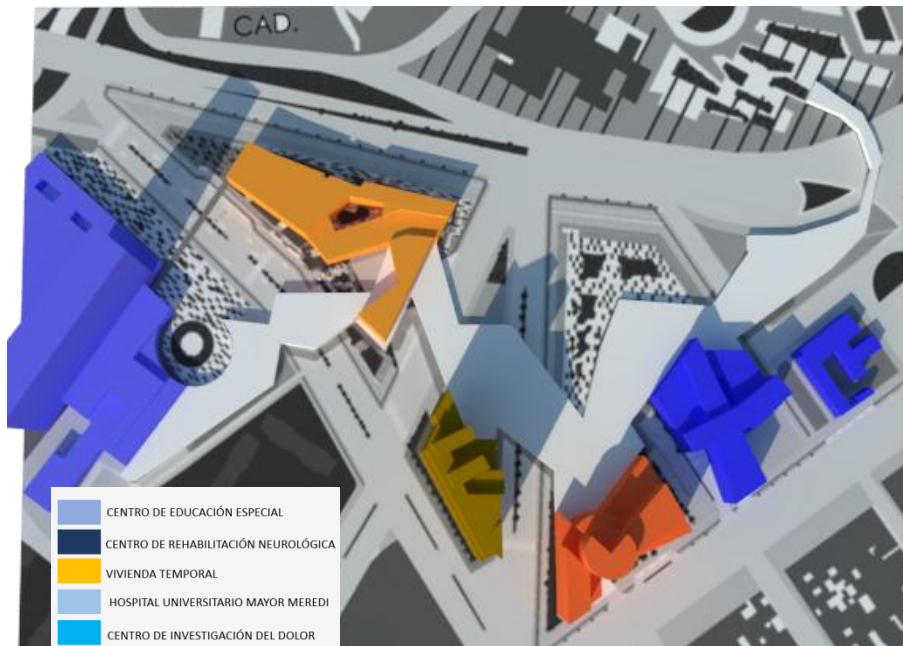 CAD.
CENTRO DE EDUCACIÓN ESPECIAL
CENTRO DE REHABILITACIÓN NEUROLÓGICA
VIVIENDA TEMPORAL
HOSPITAL UNIVERSITARIO MAYOR MEREDI
CENTRO DE INVESTIGACIÓN DEL DOLOR